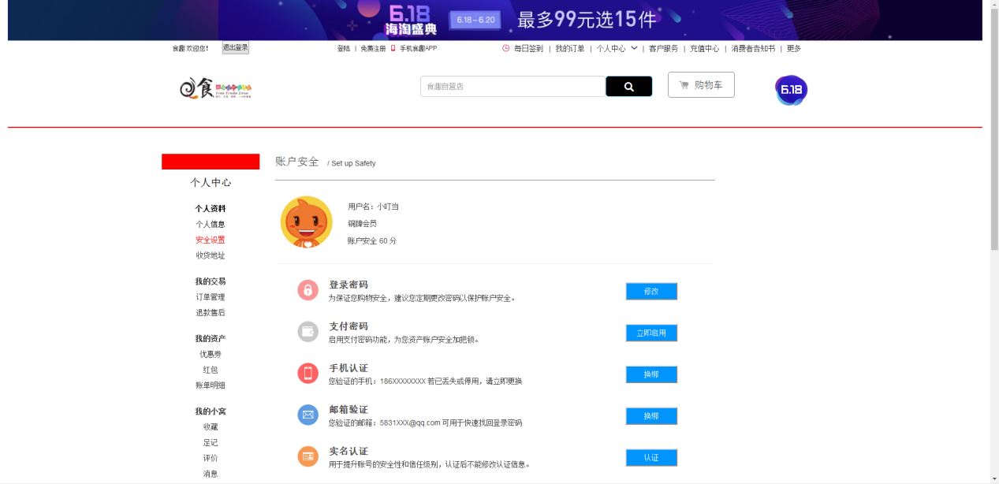 6.18
海淘盛典
6.18–6.20
最多99元选15件
食趣 欢迎您！ 退出登录
登陆 | 免费注册 手机食趣APP
每日签到 | 我的订单 | 个人中心 | 客户服务 | 充值中心 | 消费者告知书 | 更多
食
Free Trade Zone
食趣自营店
购物车
6.18
账户安全 / Set up Safety
个人中心
个人资料
个人信息
安全设置
收货地址
我的交易
订单管理
退款售后
我的资产
优惠券
红包
账单明细
我的小窝
收藏
足记
评价
消息
用户名：小叮当
铜牌会员
账户安全 60 分
登录密码
为保证您购物安全，建议您定期更改密码以保护账户安全。
修改
支付密码
启用支付密码功能，为您资产账户安全加把锁。
立即启用
手机认证
您验证的手机：186XXXXXXXX 若已丢失或停用，请立即更换
换绑
邮箱验证
您验证的邮箱：5831XXX@qq.com 可用于快速找回登录密码
换绑
实名认证
用于提升账号的安全性和信任级别，认证后不能修改认证信息。
认证